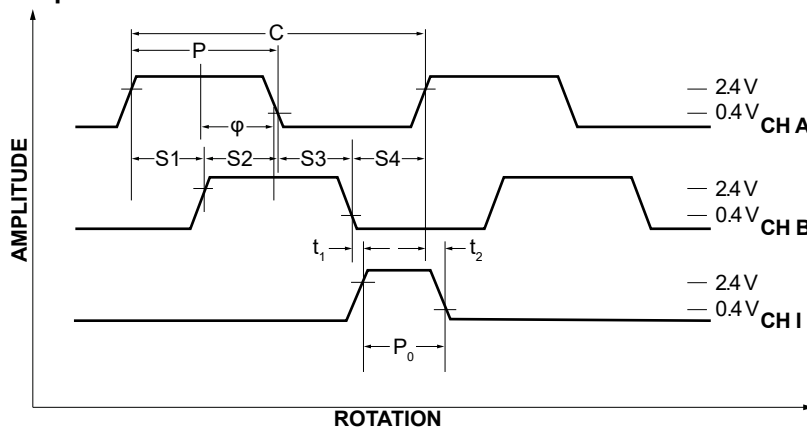 C
P
2.4 V
0.4 V
CH A
φ
S1 S2 S3 S4
2.4 V
0.4 V
CH B
t1 t2
2.4 V
0.4 V
CH I
P0
AMPLITUDE
ROTATION